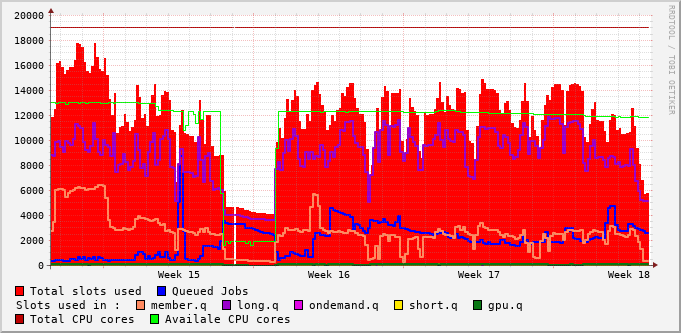 20000
18000
16000
14000
12000
10000
8000
6000
4000
2000
0
Week 15 Week 16 Week 17 Week 18
RRDTOOL / TOBI OETIKER
Total slots used Queued Jobs
Slots used in : member.q long.q ondemand.q short.q gpu.q
Total CPU cores Availale CPU cores